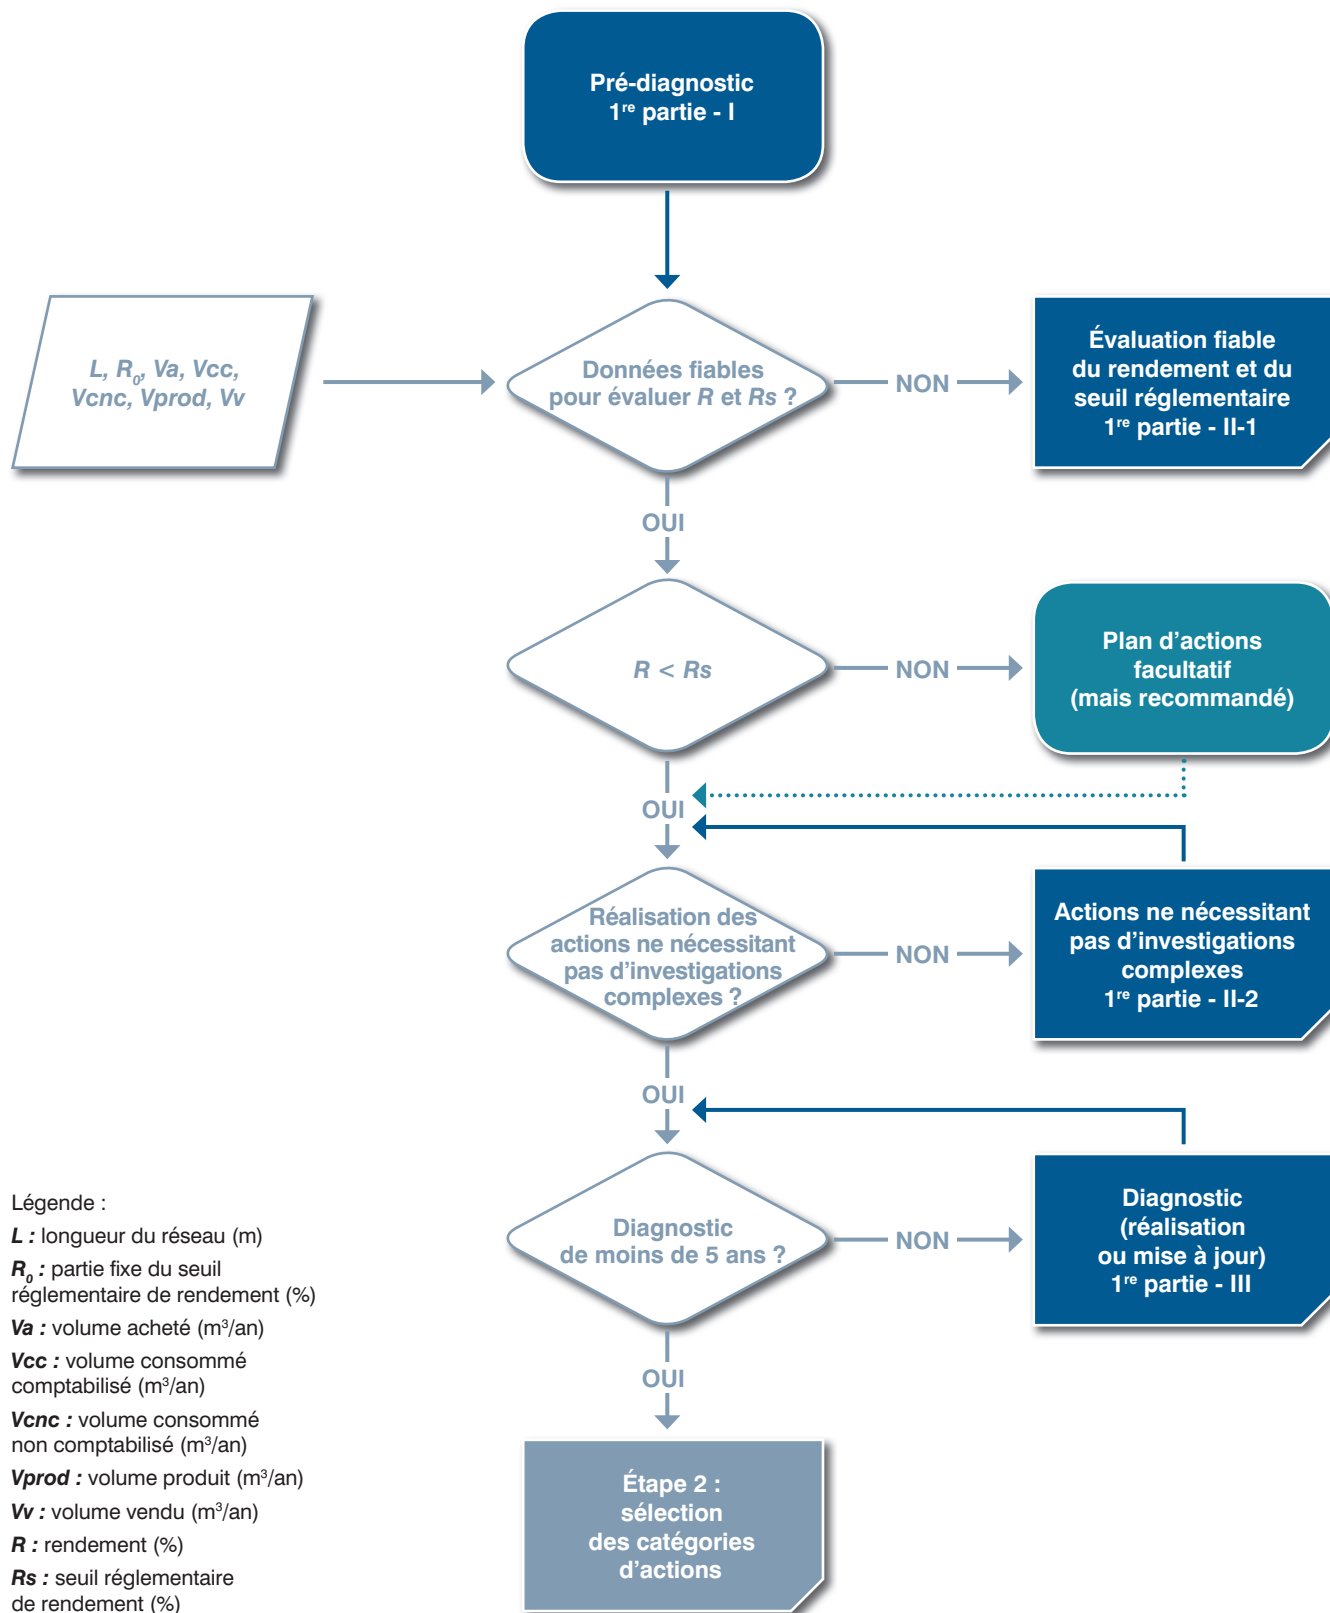 Pré-diagnostic
1re partie - I
L, R0, Va, Vcc,
Vcnc, Vprod, Vv
Données fiables
pour évaluer R et Rs ?
NON
Évaluation fiable
du rendement et du
seuil réglementaire
1re partie - II-1
OUI
R < Rs
NON
Plan d'actions
facultatif
(mais recommandé)
OUI
Réalisation des
actions ne nécessitant
pas d'investigations
complexes ?
NON
Actions ne nécessitant
pas d'investigations
complexes
1re partie - II-2
OUI
Diagnostic
de moins de 5 ans ?
NON
Diagnostic
(réalisation
ou mise à jour)
1re partie - III
OUI
Étape 2 :
sélection
des catégories
d'actions
Légende :
L : longueur du réseau (m)
R0 : partie fixe du seuil
réglementaire de rendement (%)
Va : volume acheté (m³/an)
Vcc : volume consommé
comptabilisé (m³/an)
Vcnc : volume consommé
non comptabilisé (m³/an)
Vprod : volume produit (m³/an)
Vv : volume vendu (m³/an)
R : rendement (%)
Rs : seuil réglementaire
de rendement (%)